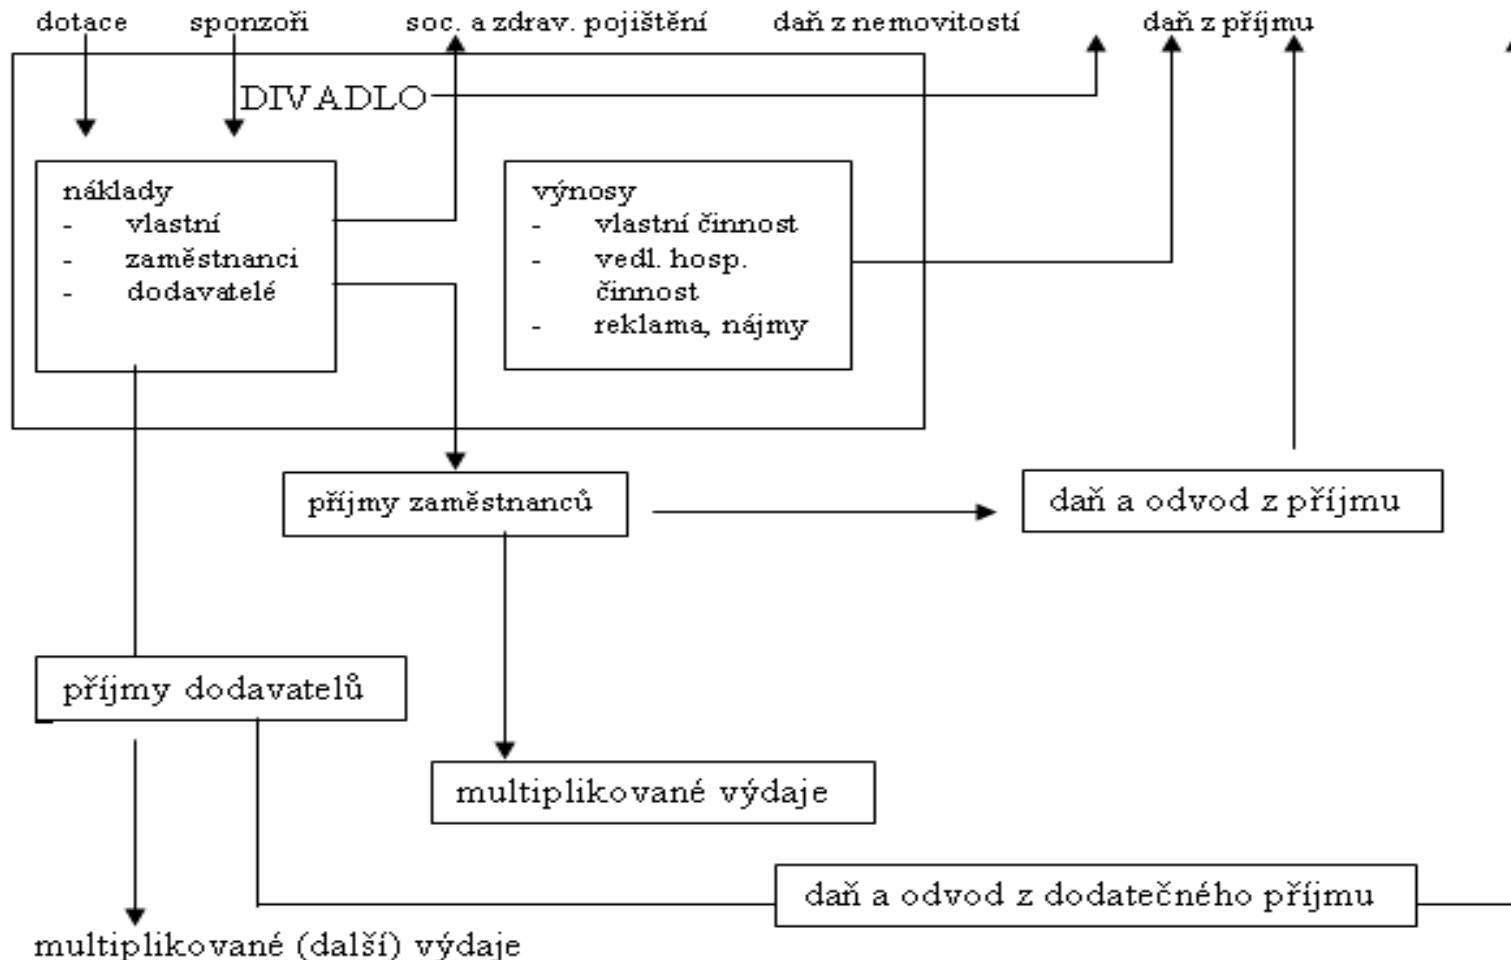 dotace sponzoři soc. a zdrav. pojištění daň z nemovitostí daň z příjmu
DIVADLO
náklady
- vlastní
- zaměstnanci
- dodavatelé
výnosy
- vlastní činnost
- vedl. hosp.
činnost
- reklama, nájmy
příjmy zaměstnanců
daň a odvod z příjmu
příjmy dodavatelů
multiplikované výdaje
daň a odvod z dodatečného příjmu
multiplikované (další) výdaje